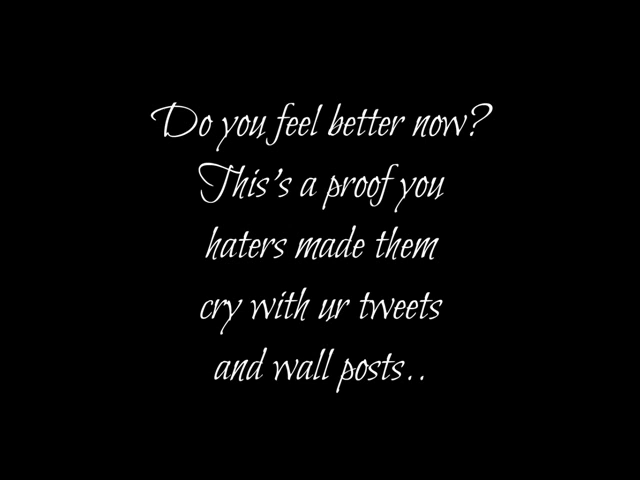 Do you feel better now?
This's a proof you
haters made them
cry with ur tweets
and wall posts..